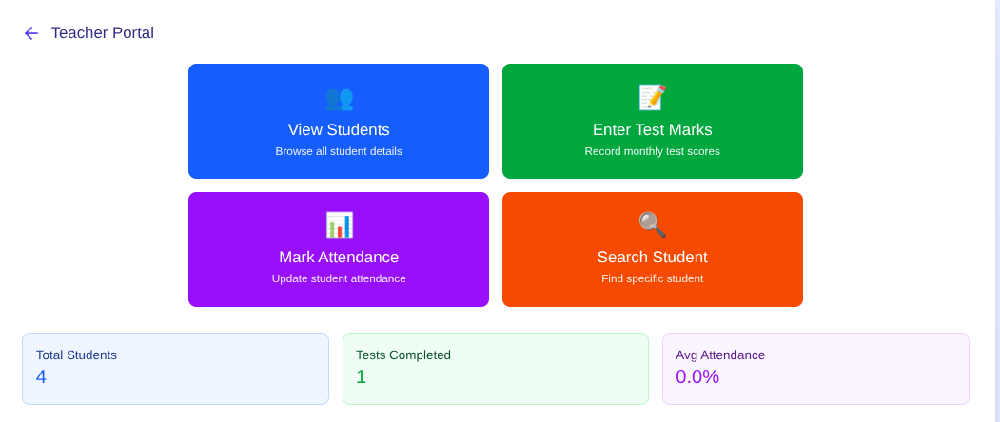 Teacher Portal
View Students
Browse all student details
Enter Test Marks
Record monthly test scores
Mark Attendance
Update student attendance
Search Student
Find specific student
Total Students
4
Tests Completed
1
Avg Attendance
0.0%